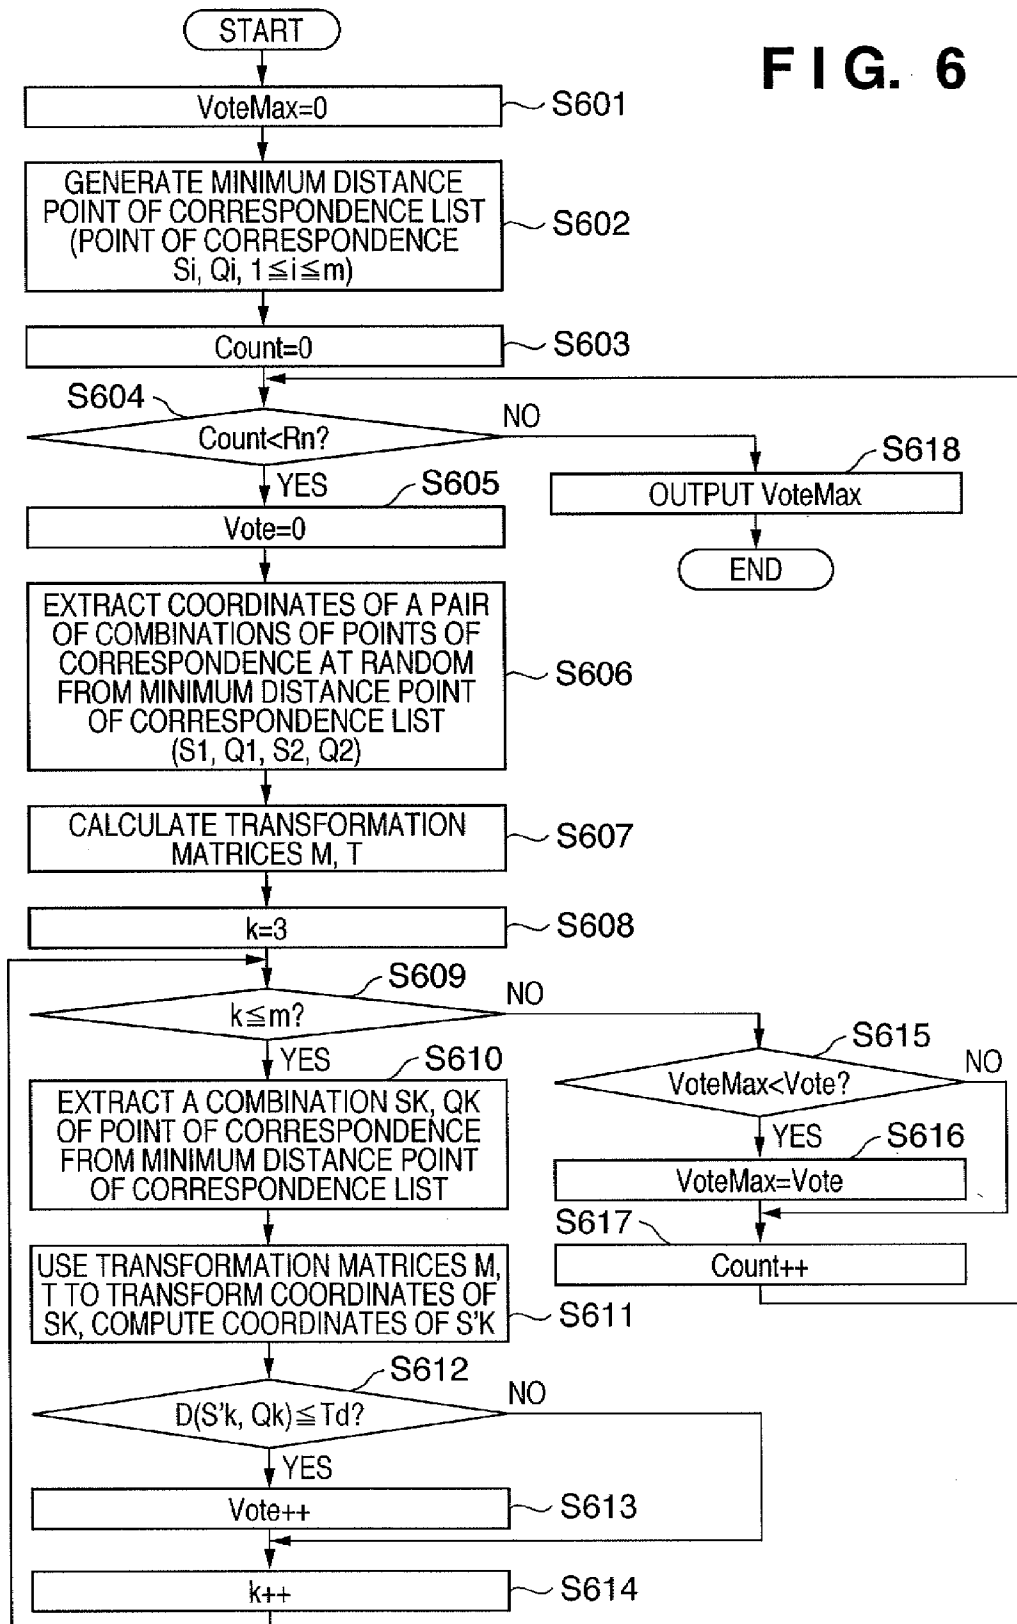 START
FIG. 6
VoteMax=0
S601
GENERATE MINIMUM DISTANCE
POINT OF CORRESPONDENCE LIST
(POINT OF CORRESPONDENCE
Si, Qi, 1≦i≦m)
S602
Count=0
S603
S604
Count<Rn?
NO
YES
S605
S618
OUTPUT VoteMax
Vote=0
END
EXTRACT COORDINATES OF A PAIR
OF COMBINATIONS OF POINTS OF
CORRESPONDENCE AT RANDOM
FROM MINIMUM DISTANCE POINT
OF CORRESPONDENCE LIST
(S1, Q1, S2, Q2)
S606
CALCULATE TRANSFORMATION
MATRICES M, T
S607
k=3
S608
S609
k≦m?
NO
YES
S610
S615
VoteMax<Vote?
NO
YES
S616
EXTRACT A COMBINATION SK, QK
OF POINT OF CORRESPONDENCE
FROM MINIMUM DISTANCE POINT
OF CORRESPONDENCE LIST
VoteMax=Vote
S617
Count++
USE TRANSFORMATION MATRICES M,
T TO TRANSFORM COORDINATES OF
SK, COMPUTE COORDINATES OF S'K
S611
S612
D(S'k, Qk)≦Td?
NO
YES
Vote++
S613
k++
S614